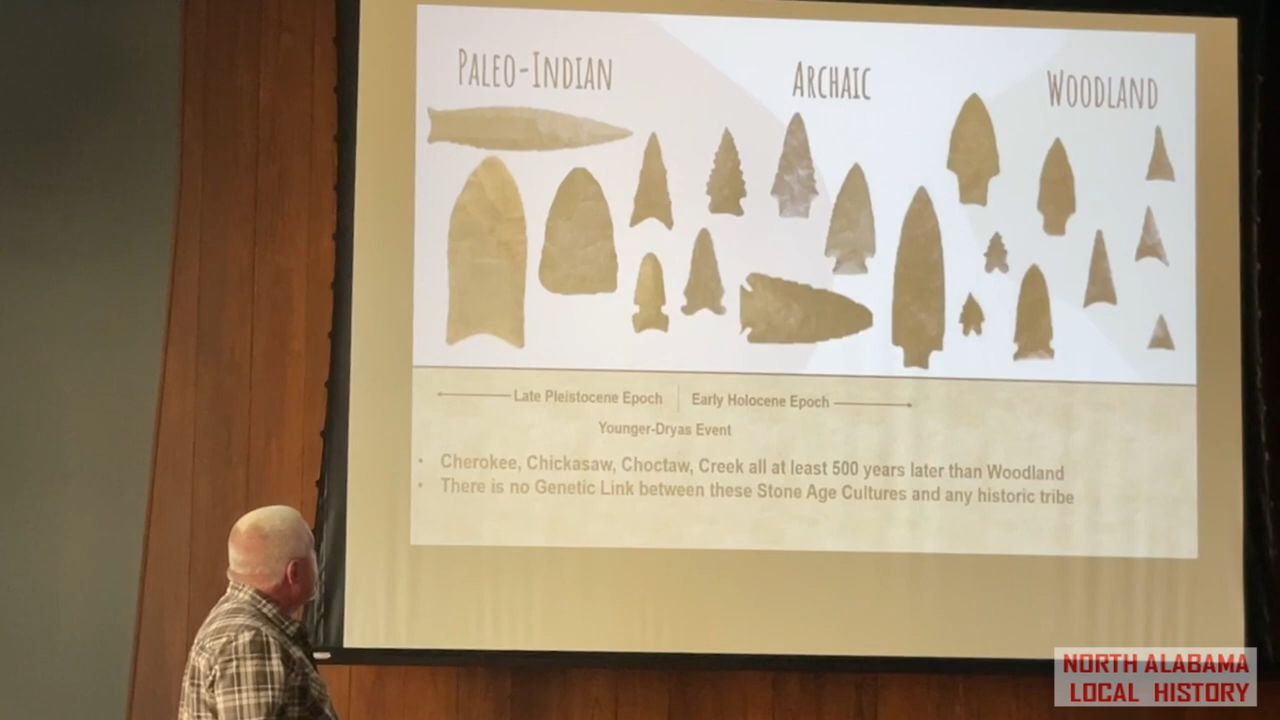 PALEO-INDIAN
ARCHAIC
WOODLAND
Late Pleistocene Epoch
Early Holocene Epoch
Younger-Dryas Event
• Cherokee, Chickasaw, Choctaw, Creek all at least 500 years later than Woodland
• There is no Genetic Link between these Stone Age Cultures and any historic tribe
NORTH ALABAMA
LOCAL HISTORY